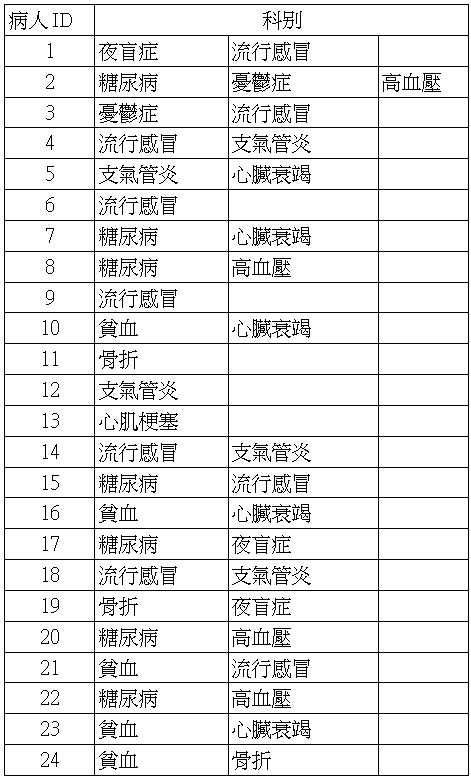 病人ID 科別
1 夜盲症 流行感冒
2 糖尿病 憂鬱症 高血壓
3 憂鬱症 流行感冒
4 流行感冒 支氣管炎
5 支氣管炎 心臟衰竭
6 流行感冒
7 糖尿病 心臟衰竭
8 糖尿病 高血壓
9 流行感冒
10 貧血 心臟衰竭
11 骨折
12 支氣管炎
13 心肌梗塞
14 流行感冒 支氣管炎
15 糖尿病 流行感冒
16 貧血 心臟衰竭
17 糖尿病 夜盲症
18 流行感冒 支氣管炎
19 骨折 夜盲症
20 糖尿病 高血壓
21 貧血 流行感冒
22 糖尿病 高血壓
23 貧血 心臟衰竭
24 貧血 骨折